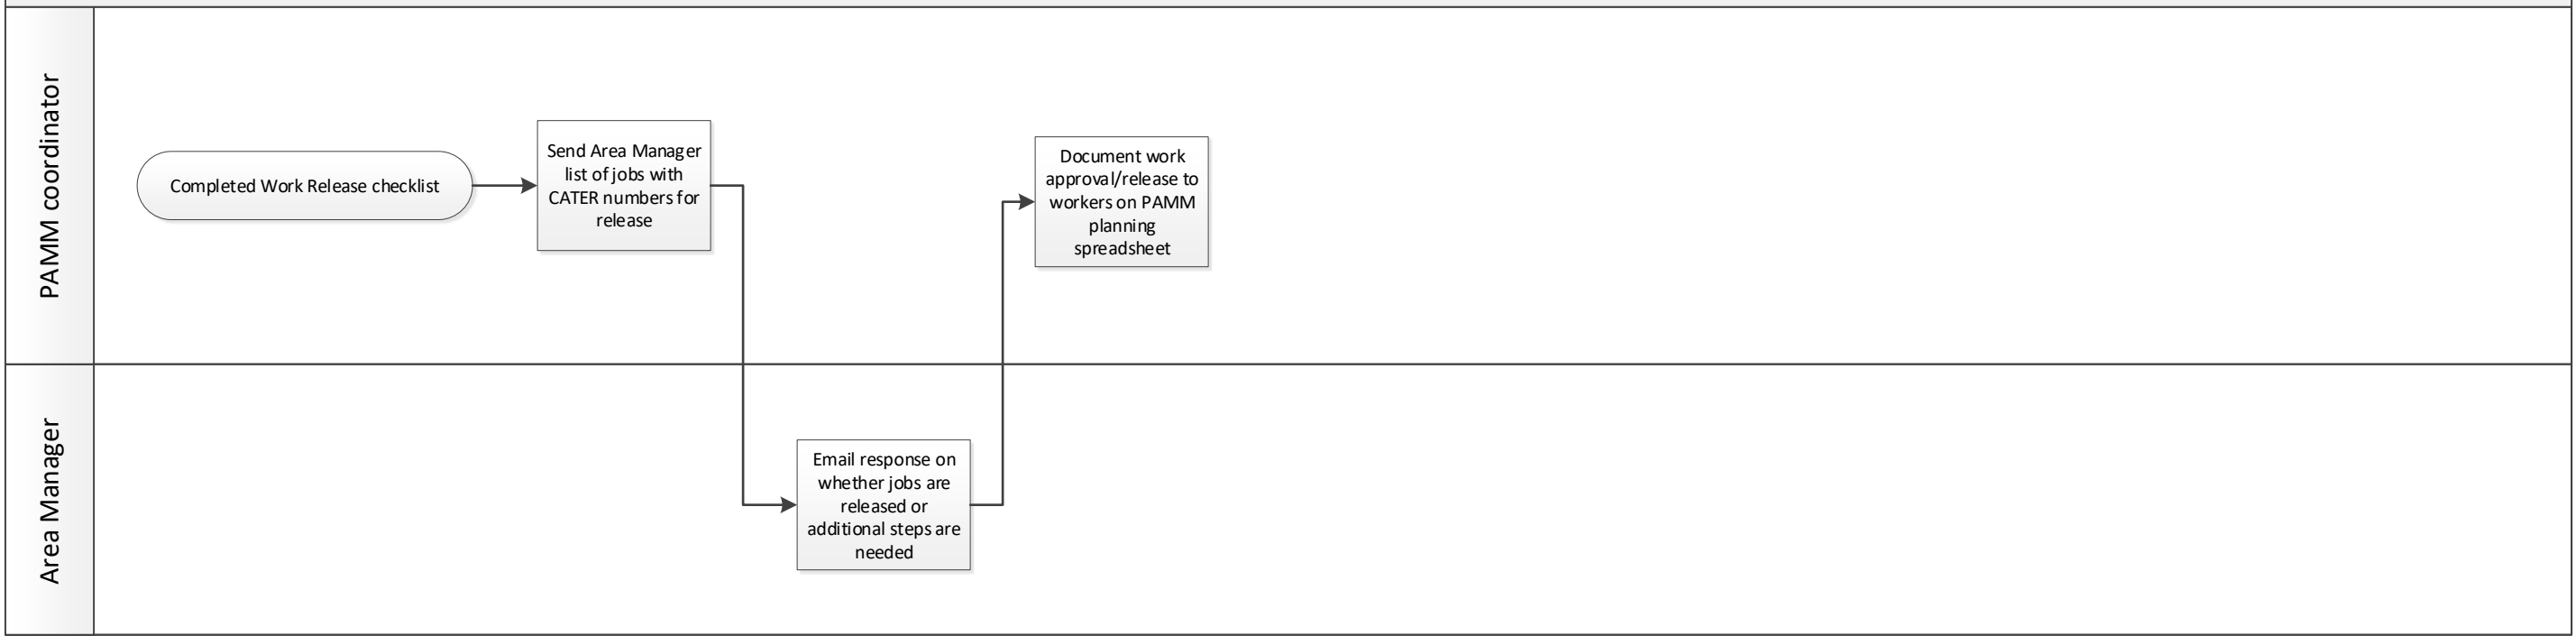 PAMM coordinator
Completed Work Release checklist
Send Area Manager
list of jobs with
CATER numbers for
release
Document work
approval/release to
workers on PAMM
planning
spreadsheet
Area Manager
Email response on
whether jobs are
released or
additional steps are
needed